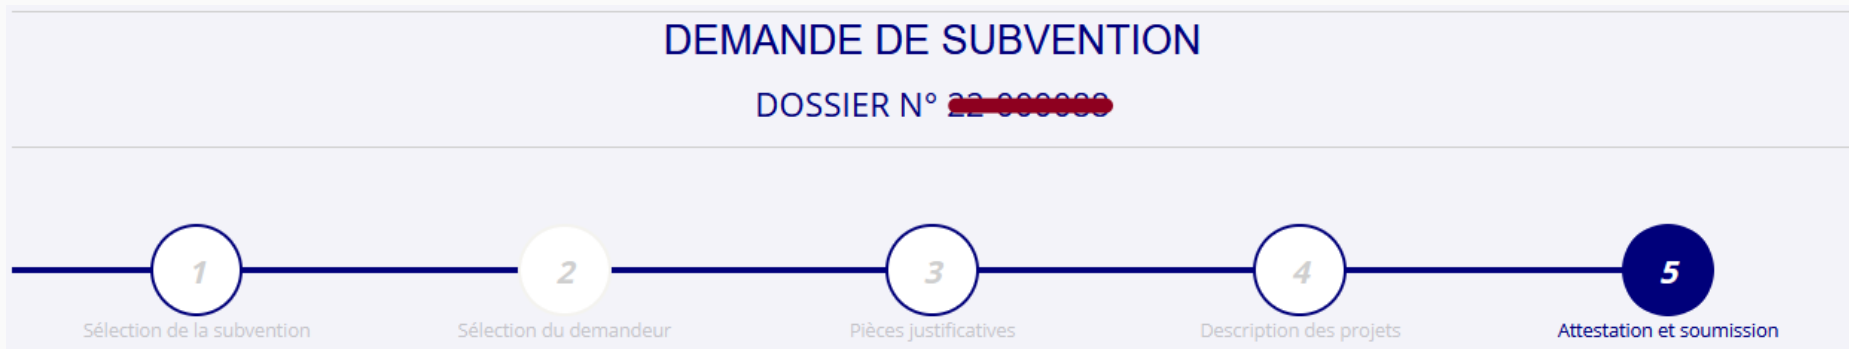 DEMANDE DE SUBVENTION
DOSSIER N°
1
2
3
4
5
Sélection de la subvention
Sélection du demandeur
Pièces justificatives
Description des projets
Attestation et soumission